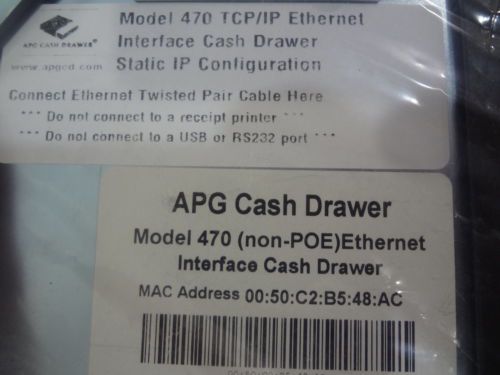 Model 470 TCP/IP Ethernet
APG CASH DRAWER® Interface Cash Drawer
www.apgcd.com Static IP Configuration
Connect Ethernet Twisted Pair Cable Here
*** Do not connect to a receipt printer ***
*** Do not connect to a USB or RS232 port ***
APG Cash Drawer
Model 470 (non-POE)Ethernet
Interface Cash Drawer
MAC Address 00:50:C2:B5:48:AC